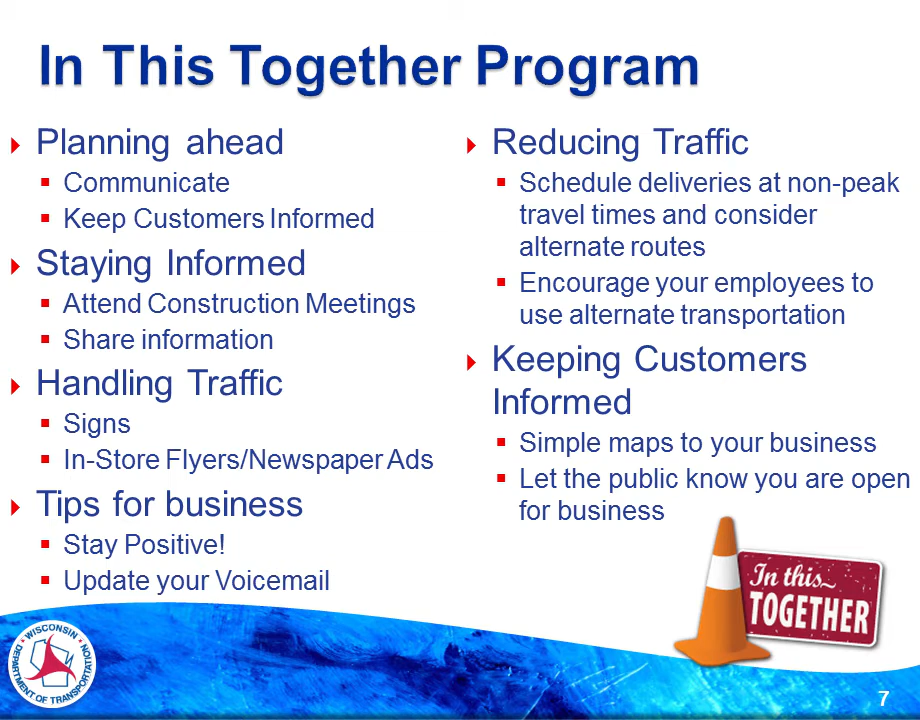 In This Together Program
Planning ahead
Communicate
Keep Customers Informed
Staying Informed
Attend Construction Meetings
Share information
Handling Traffic
Signs
In-Store Flyers/Newspaper Ads
Tips for business
Stay Positive!
Update your Voicemail
Reducing Traffic
Schedule deliveries at non-peak
travel times and consider
alternate routes
Encourage your employees to
use alternate transportation
Keeping Customers
Informed
Simple maps to your business
Let the public know you are open
for business
In this
TOGETHER
WISCONSIN
DEPARTMENT OF TRANSPORTATION
7